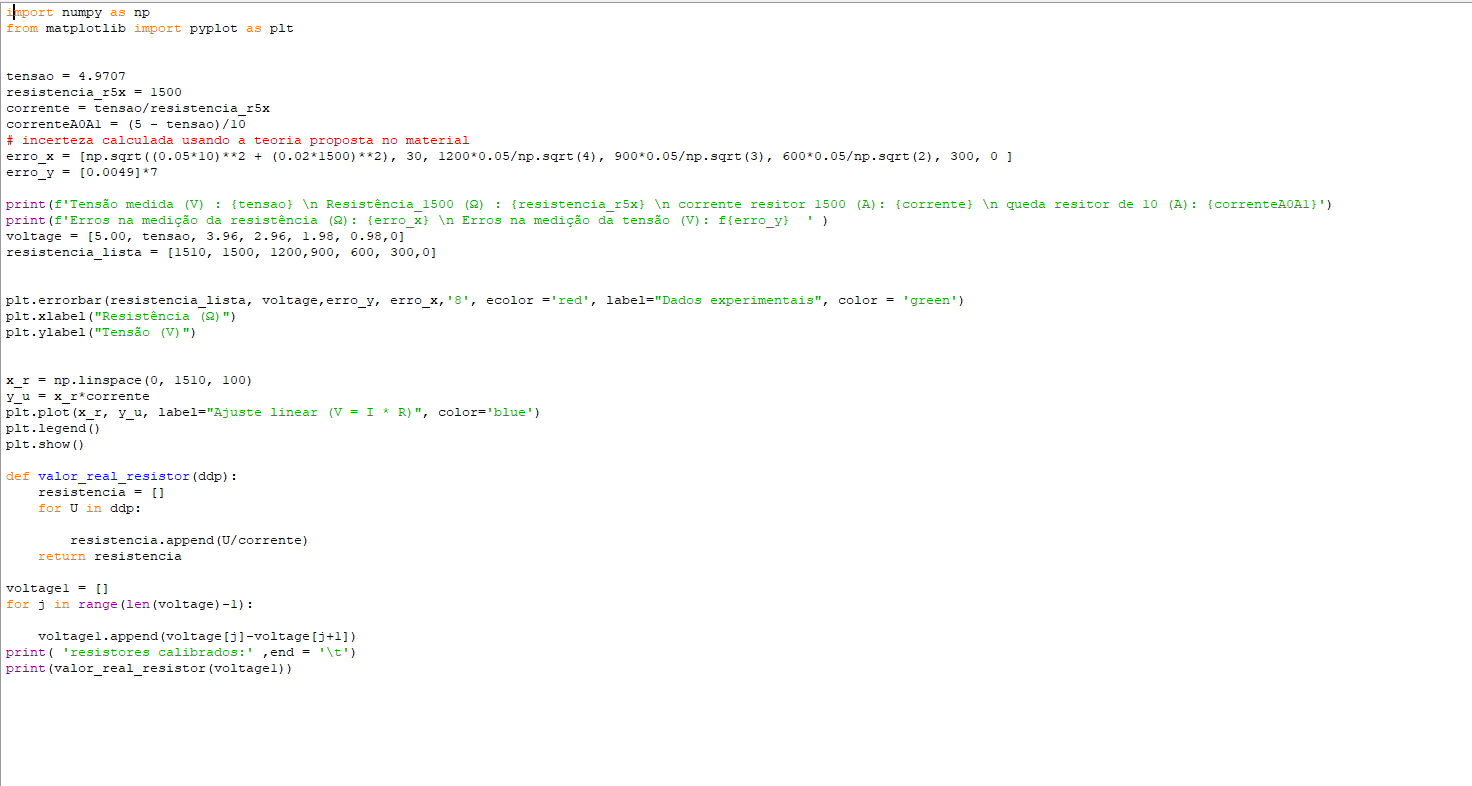 import numpy as np
from matplotlib import pyplot as plt
tensao = 4.9707
resistencia_r5x = 1500
corrente = tensao/resistencia_r5x
correnteA0A1 = (5 - tensao)/10
# incerteza calculada usando a teoria proposta no material
erro_x = [np.sqrt((0.05*10)**2 + (0.02*1500)**2), 30, 1200*0.05/np.sqrt(4), 900*0.05/np.sqrt(3), 600*0.05/np.sqrt(2), 300, 0 ]
erro_y = [0.0049]*7
print(f'Tensão medida (V) : {tensao} \n Resistência_1500 (Ω) : {resistencia_r5x} \n corrente resitor 1500 (A): {corrente} \n queda resitor de 10 (A): {correnteA0A1}')
print(f'Erros na medição da resistência (Ω): {erro_x} \n Erros na medição da tensão (V): f{erro_y}  ' )
voltage = [5.00, tensao, 3.96, 2.96, 1.98, 0.98,0]
resistencia_lista = [1510, 1500, 1200,900, 600, 300,0]
plt.errorbar(resistencia_lista, voltage,erro_y, erro_x,'8', ecolor ='red', label="Dados experimentais", color = 'green')
plt.xlabel("Resistência (Ω)")
plt.ylabel("Tensão (V)")
x_r = np.linspace(0, 1510, 100)
y_u = x_r*corrente
plt.plot(x_r, y_u, label="Ajuste linear (V = I * R)", color='blue')
plt.legend()
plt.show()
def valor_real_resistor(ddp):
    resistencia = []
    for U in ddp:
        resistencia.append(U/corrente)
    return resistencia
voltage1 = []
for j in range(len(voltage)-1):
    voltage1.append(voltage[j]-voltage[j+1])
print( 'resistores calibrados:' ,end = '\t')
print(valor_real_resistor(voltage1))